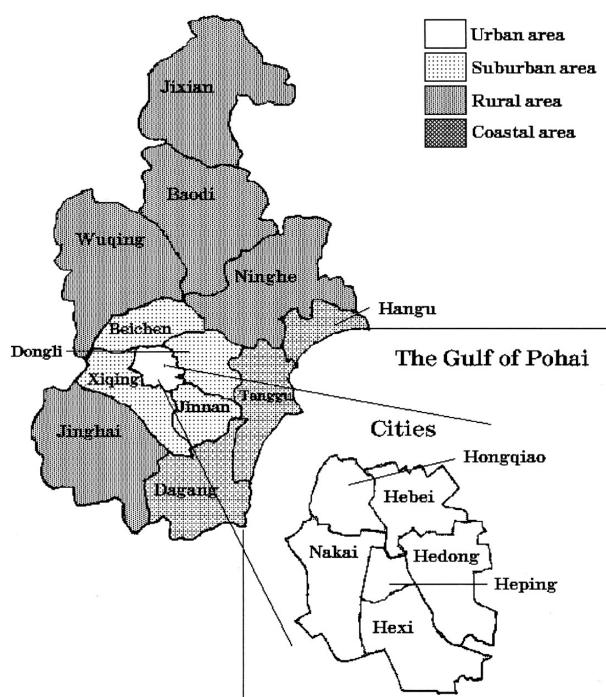 Urban area
Suburban area
Rural area
Coastal area
Jixian
Baodi
Wuqing
Ninghe
Hangu
Beichen
Dongli
The Gulf of Pohai
Xiqing
Tanggu
Jinnan
Jinghai
Cities
Hongqiao
Dagang
Hebei
Nakai
Hedong
Heping
Hexi